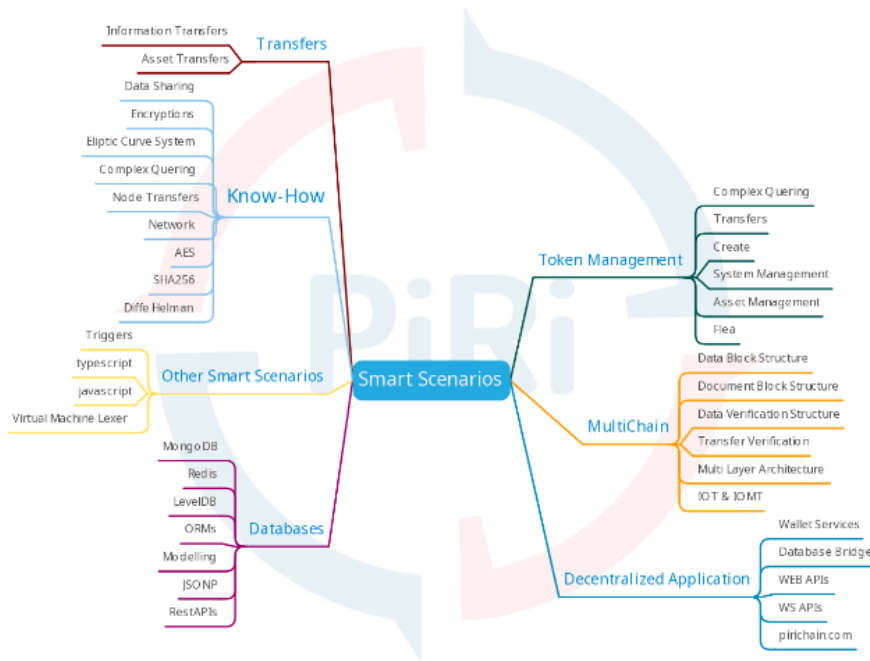 Information Transfers
Asset Transfers
Transfers
Data Sharing
Encryptions
Eliptic Curve System
Complex Quering
Node Transfers
Network
AES
SHA256
Diffe Helman
Know-How
Triggers
typescript
javascript
Virtual Machine Lexer
Other Smart Scenarios
MongoDB
Redis
LevelDB
ORMs
Modelling
JSONP
RestAPIs
Databases
Smart Scenarios
PiRi
Token Management
Complex Quering
Transfers
Create
System Management
Asset Management
Flea
MultiChain
Data Block Structure
Document Block Structure
Data Verification Structure
Transfer Verification
Multi Layer Architecture
IOT & IOMT
Decentralized Application
Wallet Services
Database Bridge
WEB APIs
WS APIs
pirichain.com